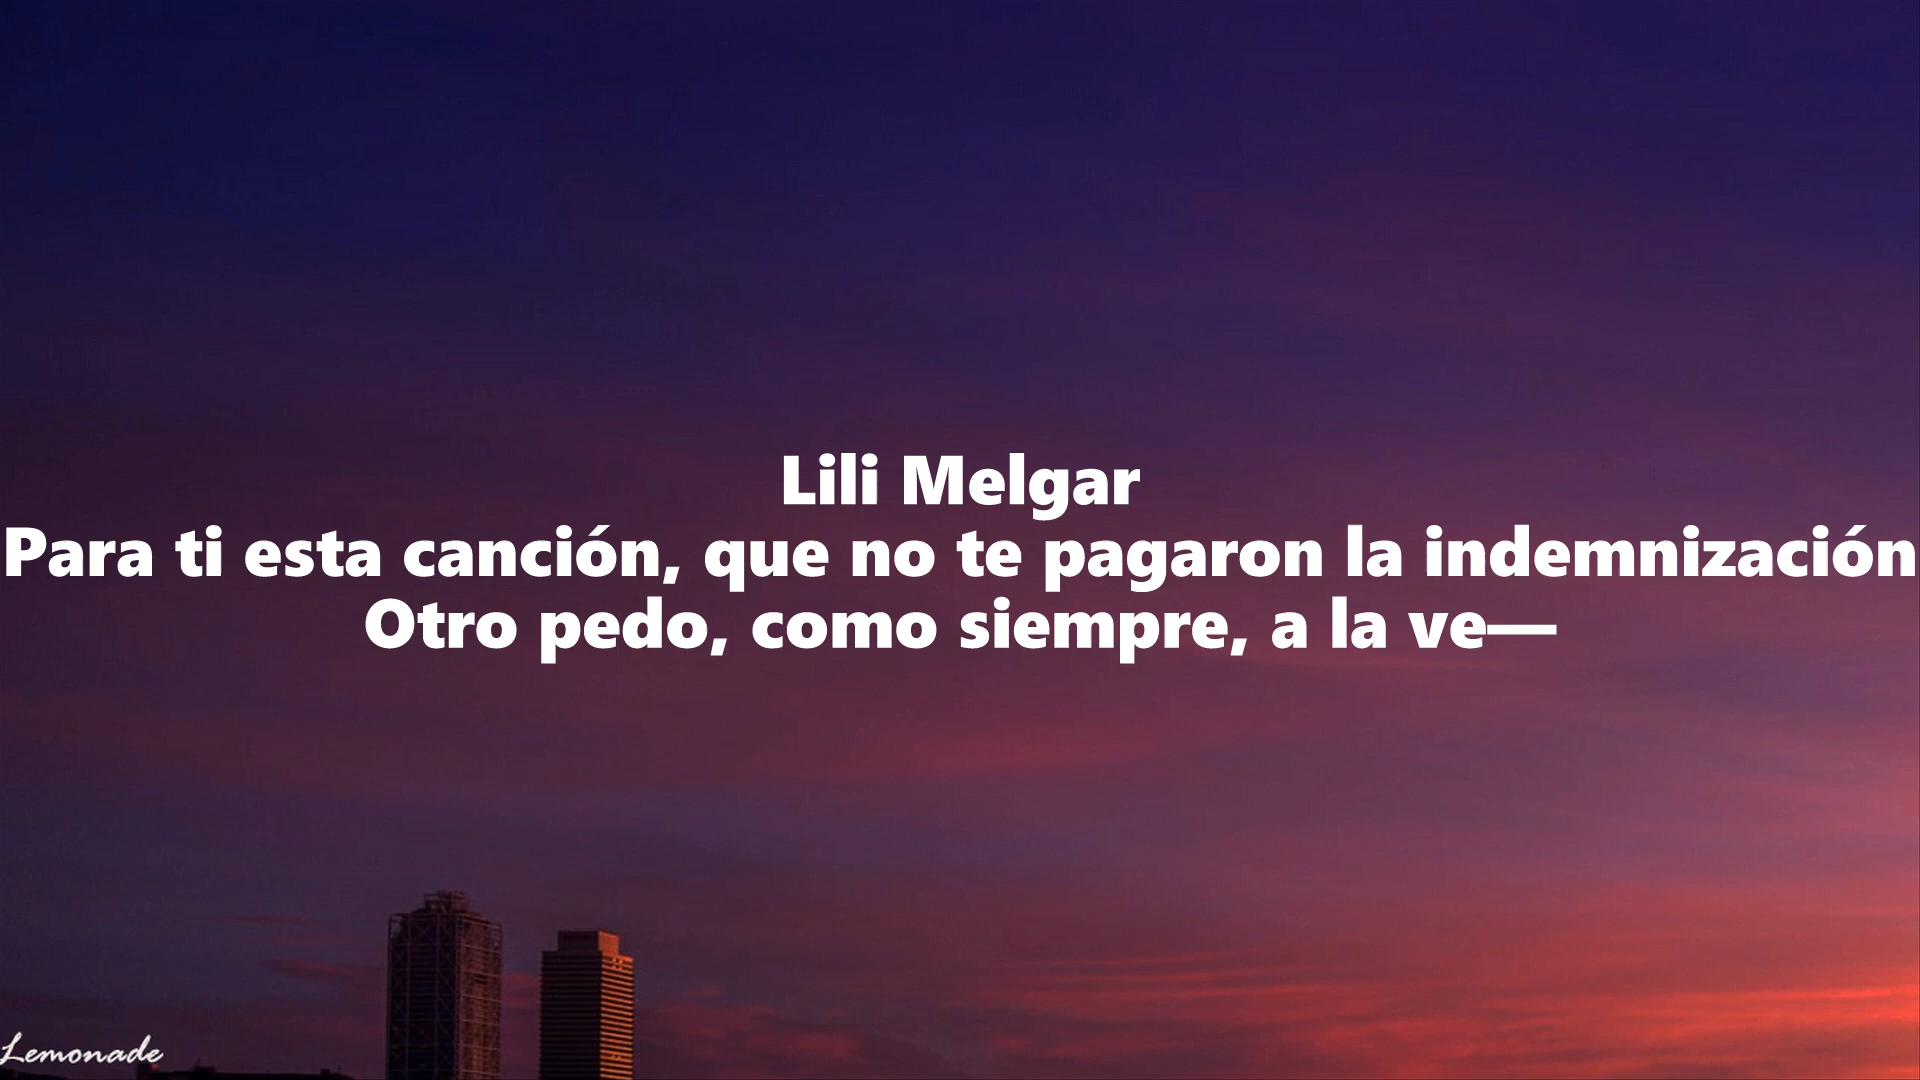 Lili Melgar
Para ti esta canción, que no te pagaron la indemnización
Otro pedo, como siempre, a la ve—
Lemonade